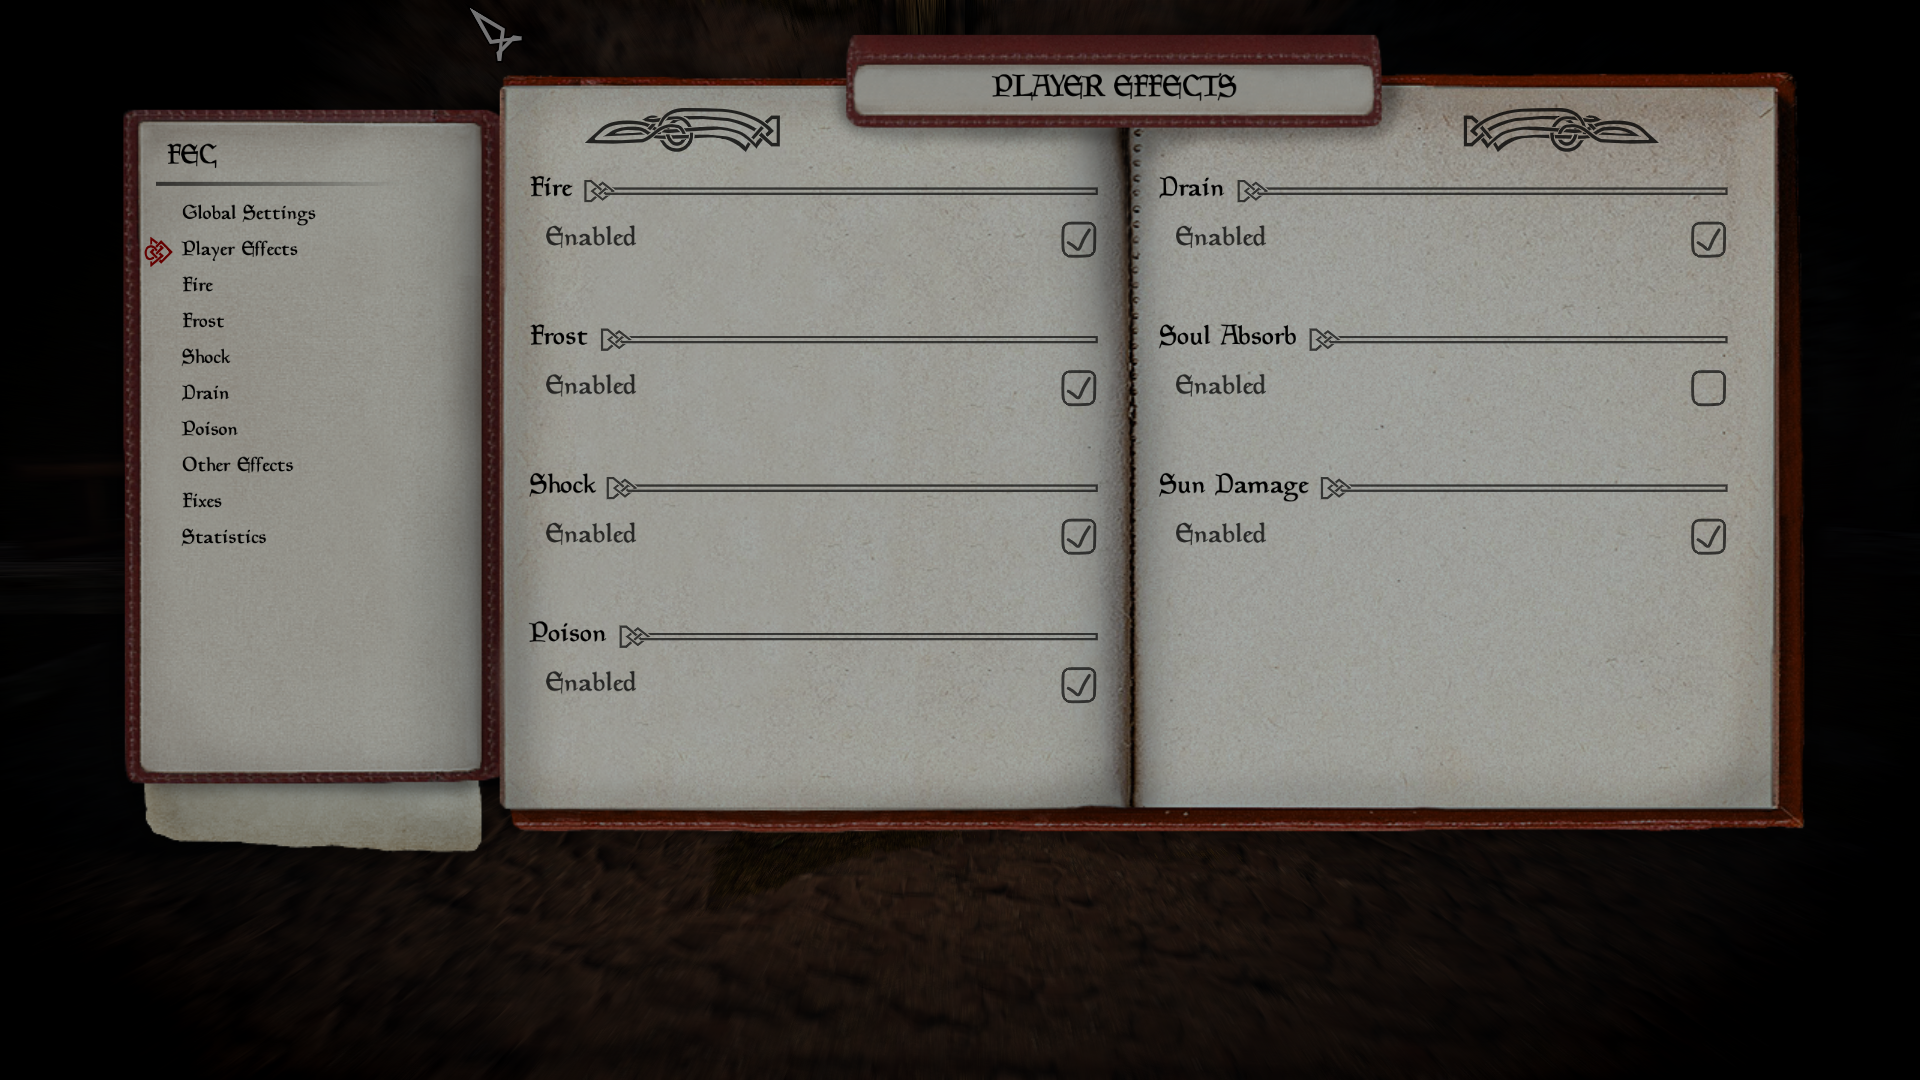 PLAYER EFFECTS
FEC
Global Settings
Player Effects
Fire
Frost
Shock
Drain
Poison
Other Effects
Fixes
Statistics
Fire
Enabled
Frost
Enabled
Shock
Enabled
Poison
Enabled
Drain
Enabled
Soul Absorb
Enabled
Sun Damage
Enabled